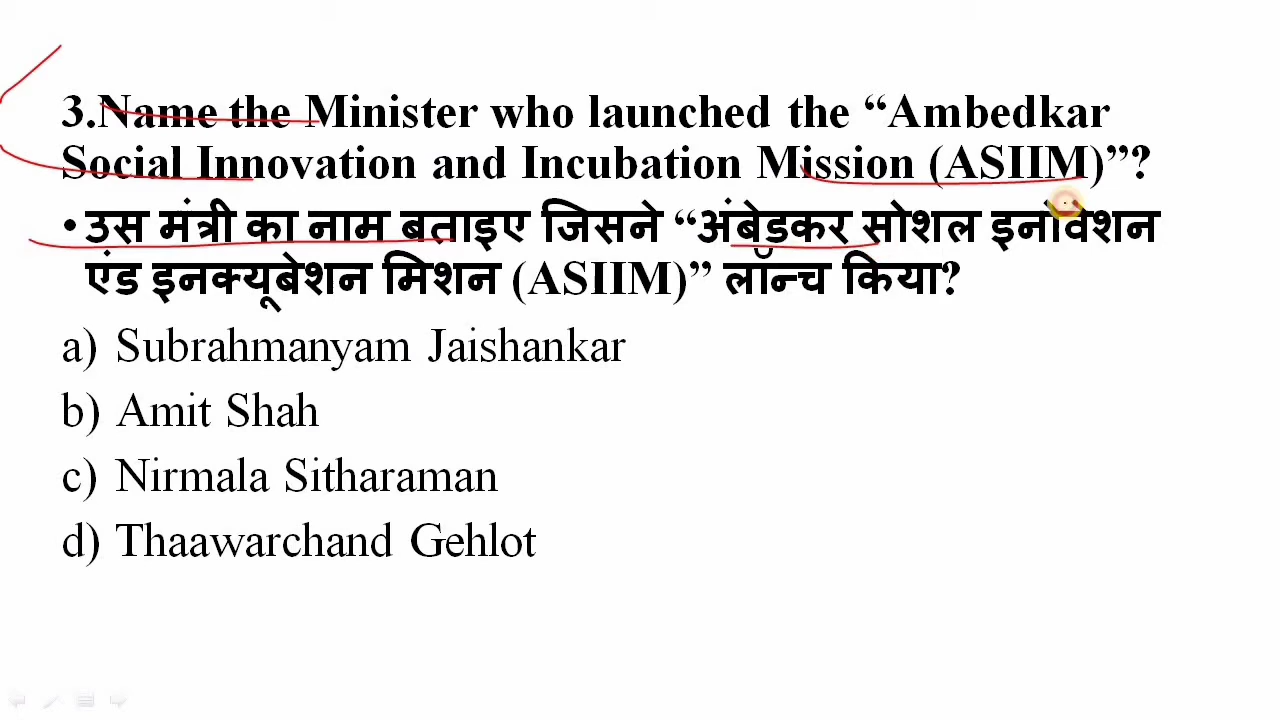 3.Name the Minister who launched the “Ambedkar
Social Innovation and Incubation Mission (ASIIM)”?
• उस मंत्री का नाम बताइए जिसने “अंबेडकर सोशल इनोवेशन
एंड इनक्यूबेशन मिशन (ASIIM)” लॉन्च किया?
a) Subrahmanyam Jaishankar
b) Amit Shah
c) Nirmala Sitharaman
d) Thaawarchand Gehlot